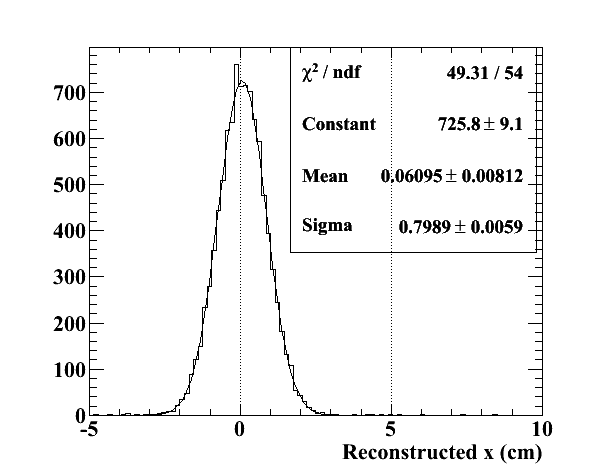 χ² / ndf 49.31 / 54
Constant 725.8 ± 9.1
Mean 0.06095 ± 0.00812
Sigma 0.7989 ± 0.0059
700
600
500
400
300
200
100
0
-5 0 5 10
Reconstructed x (cm)